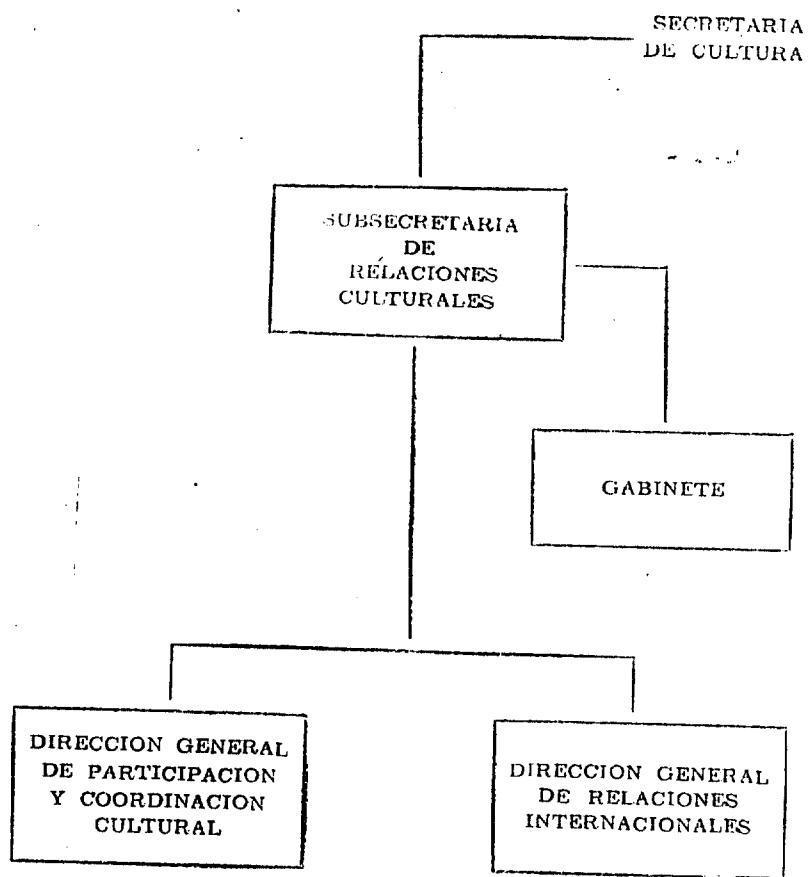 SECRETARIA
DE CULTURA
SUBSECRETARIA
DE
RELACIONES
CULTURALES
GABINETE
DIRECCION GENERAL
DE PARTICIPACION
Y COORDINACION
CULTURAL
DIRECCION GENERAL
DE RELACIONES
INTERNACIONALES